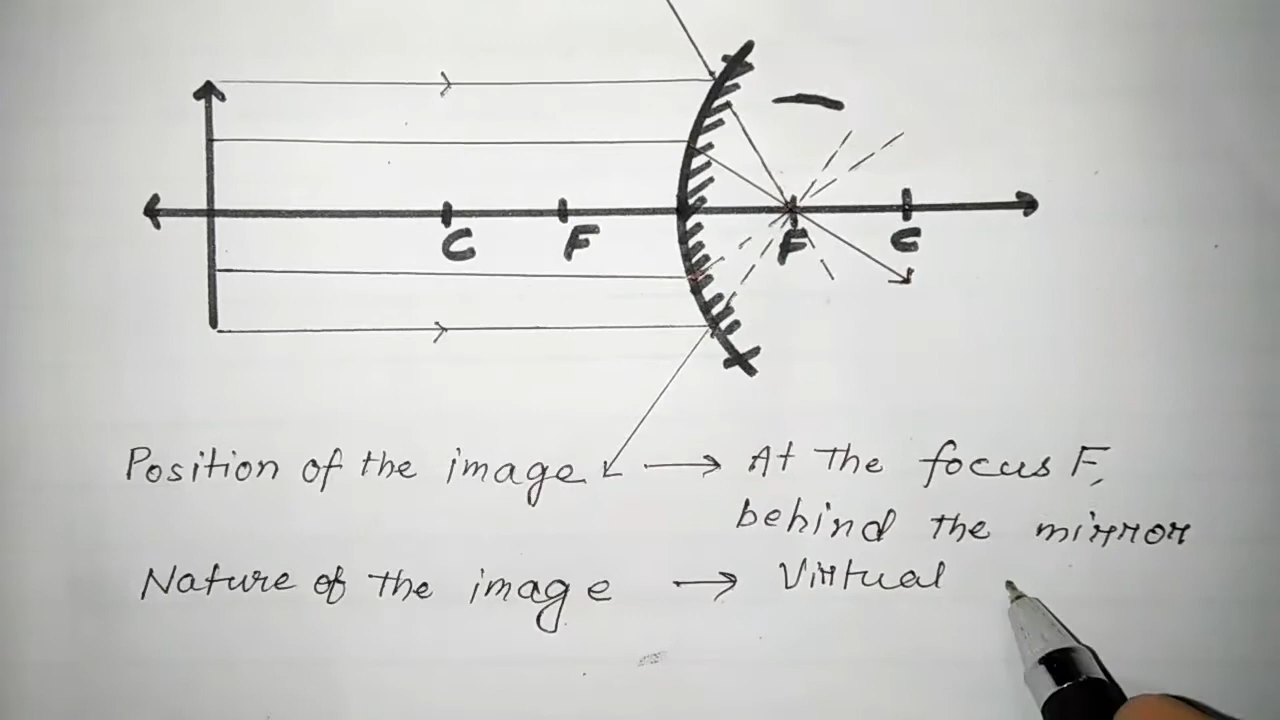 C F F C
Position of the image → At the focus F,
behind the mirror
Nature of the image → Virtual